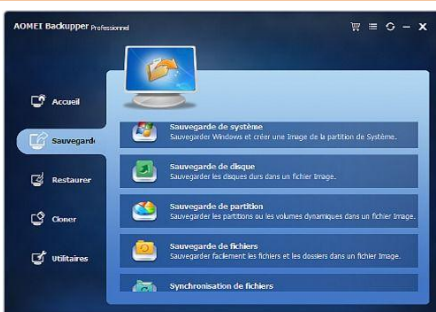 AOMEI Backupper Professionnel
Accueil
Sauvegarde
Restaurer
Cloner
Utilitaires
Sauvegarde de système
Sauvegarder Windows et créer une Image de la partition de Système.
Sauvegarde de disque
Sauvegarder les disques durs dans un fichier Image.
Sauvegarde de partition
Sauvegarder les partitions ou les volumes dynamiques dans un fichier Image.
Sauvegarde de fichiers
Sauvegarder facilement les fichiers et les dossiers dans un fichier Image.
Synchronisation de fichiers